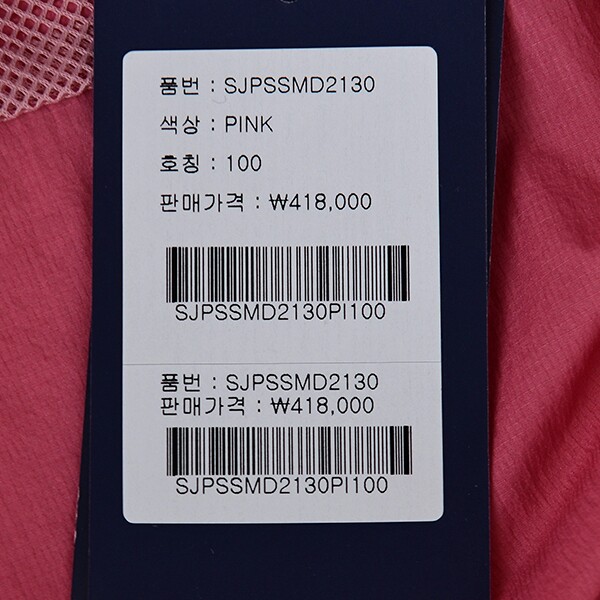 품번 : SJPSSMD2130
색상 : PINK
호칭 : 100
판매가격 : ₩418,000
SJPSSMD2130PI100
품번 : SJPSSMD2130
판매가격 : ₩418,000
SJPSSMD2130PI100